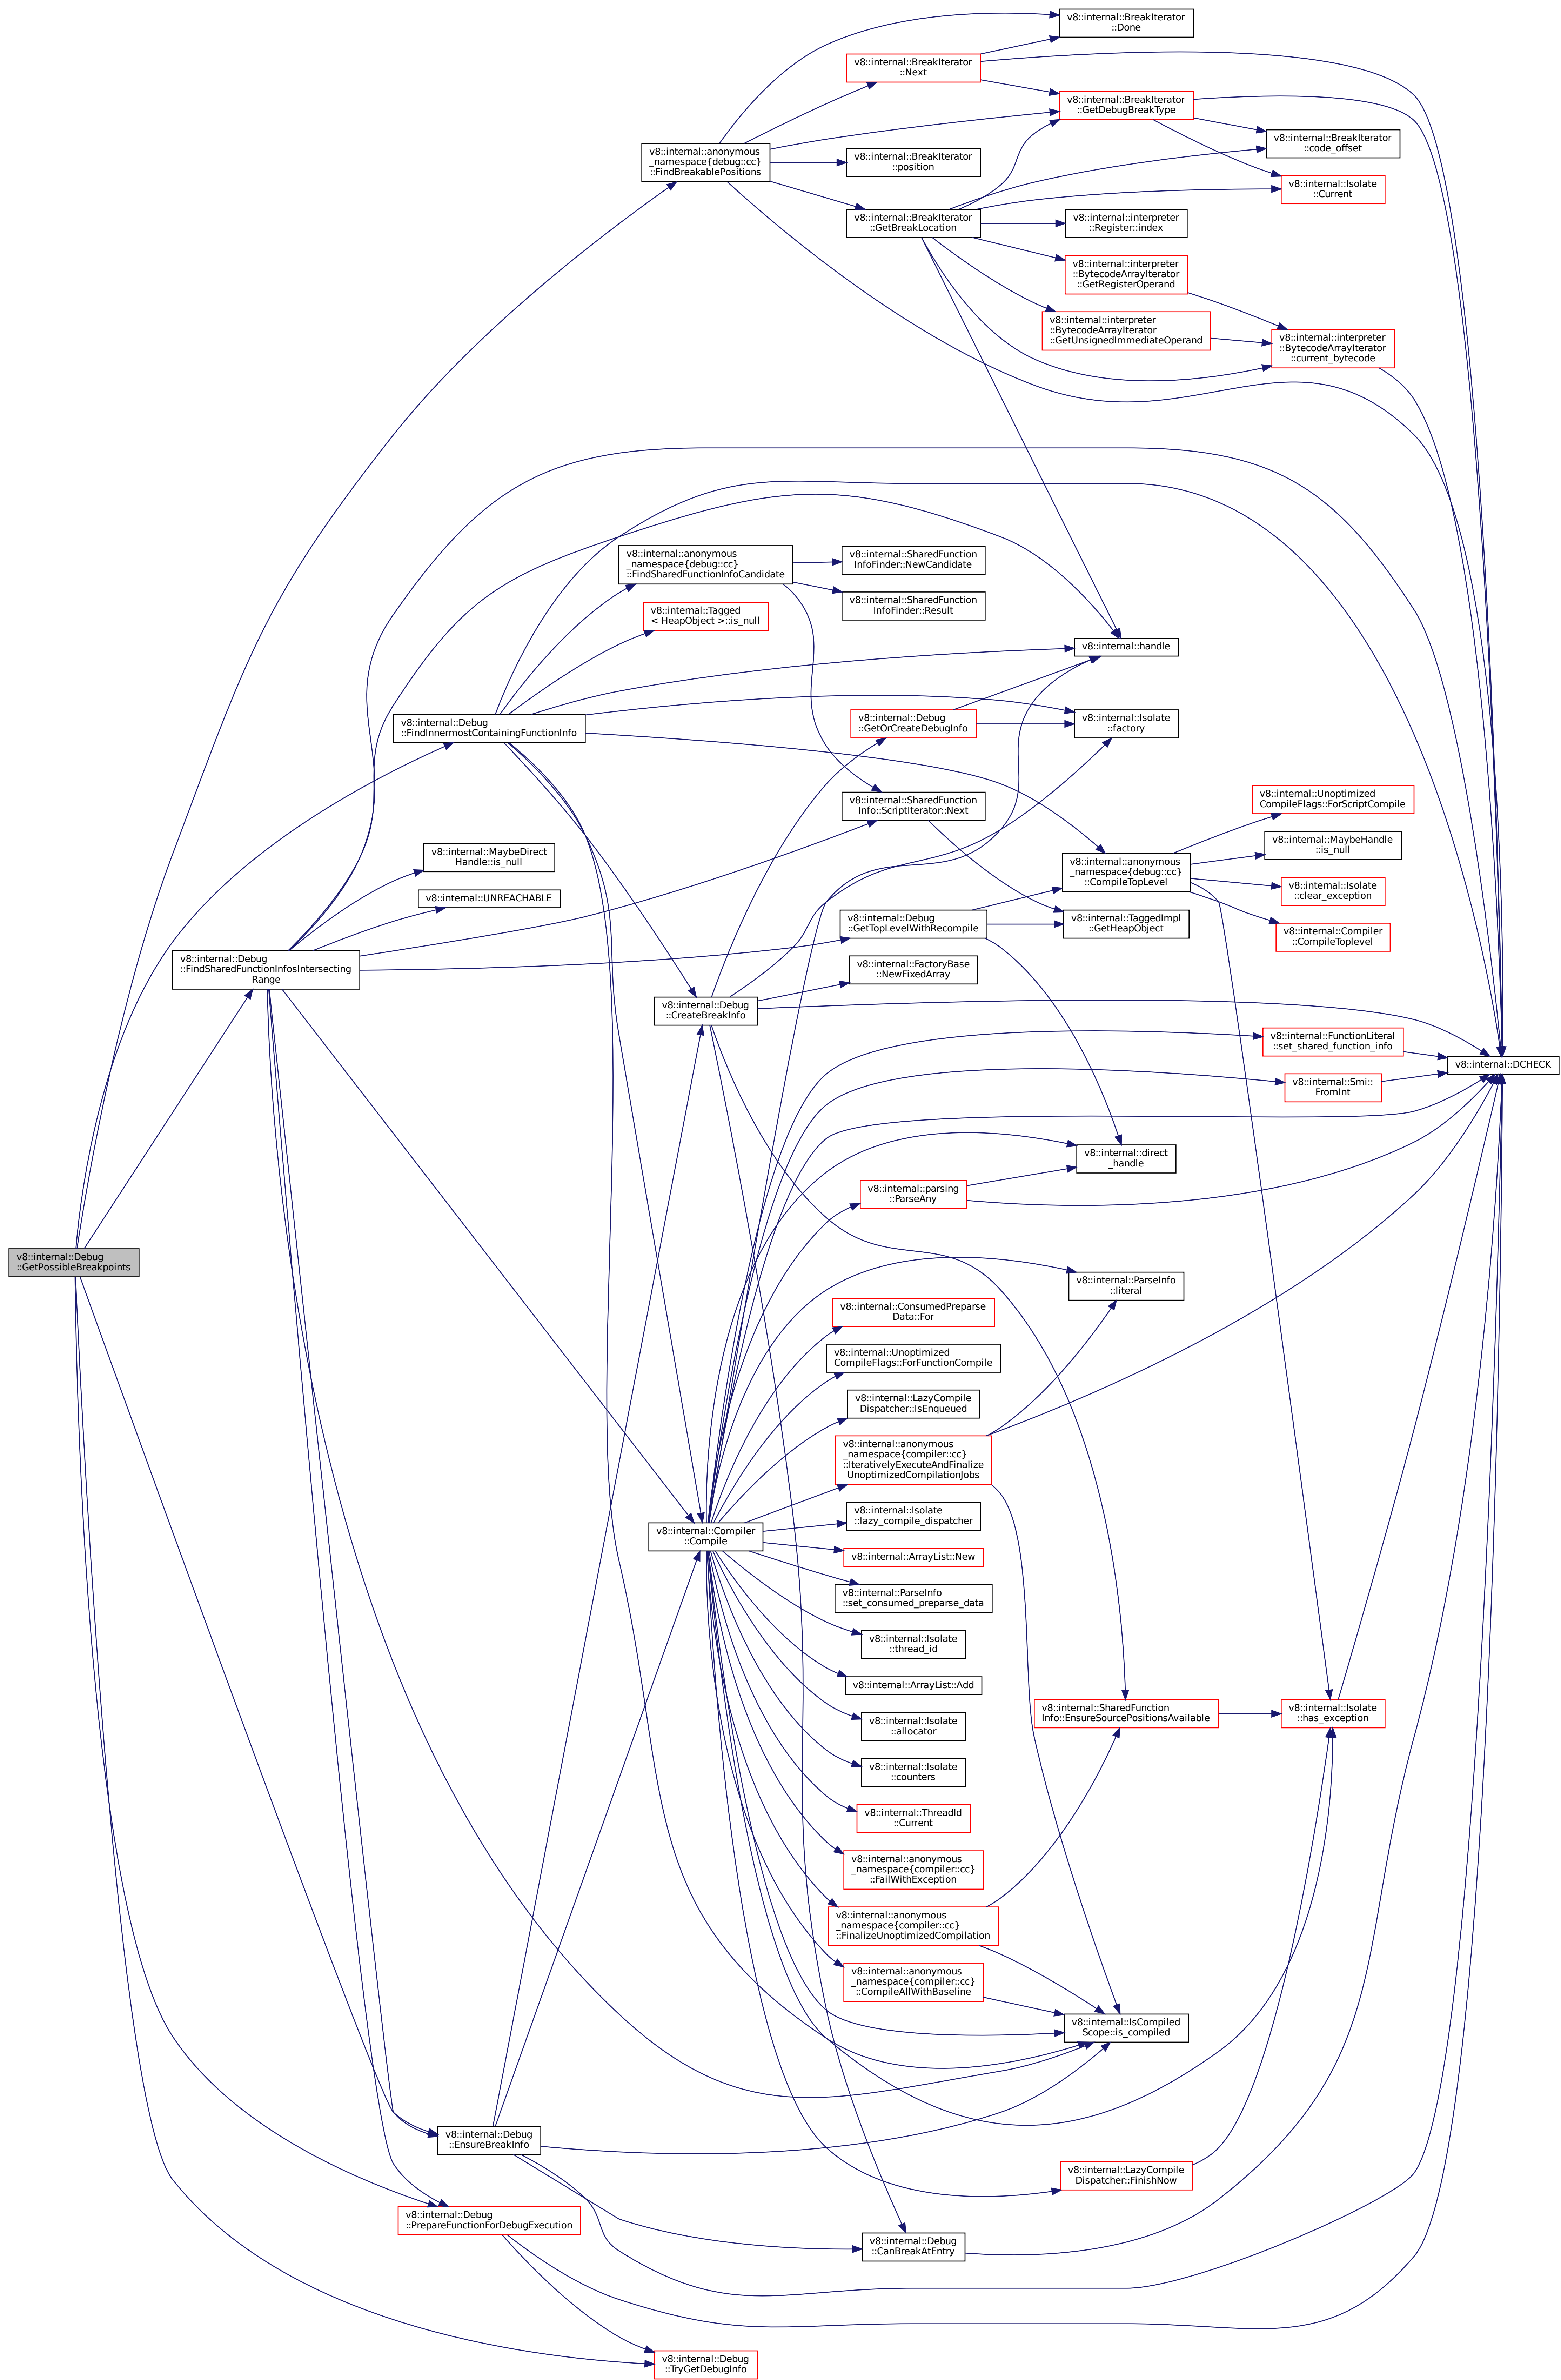 v8::internal::BreakIterator
::Done
v8::internal::BreakIterator
::Next
v8::internal::BreakIterator
::GetDebugBreakType
v8::internal::BreakIterator
::code_offset
v8::internal::anonymous
_namespace{debug::cc}
::FindBreakablePositions
v8::internal::BreakIterator
::position
v8::internal::Isolate
::Current
v8::internal::BreakIterator
::GetBreakLocation
v8::internal::interpreter
::Register::index
v8::internal::interpreter
::BytecodeArrayIterator
::GetRegisterOperand
v8::internal::interpreter
::BytecodeArrayIterator
::GetUnsignedImmediateOperand
v8::internal::interpreter
::BytecodeArrayIterator
::current_bytecode
v8::internal::anonymous
_namespace{debug::cc}
::FindSharedFunctionInfoCandidate
v8::internal::SharedFunction
InfoFinder::NewCandidate
v8::internal::SharedFunction
InfoFinder::Result
v8::internal::Tagged
< HeapObject >::is_null
v8::internal::handle
v8::internal::Debug
::FindInnermostContainingFunctionInfo
v8::internal::Debug
::GetOrCreateDebugInfo
v8::internal::Isolate
::factory
v8::internal::SharedFunction
Info::ScriptIterator::Next
v8::internal::Unoptimized
CompileFlags::ForScriptCompile
v8::internal::MaybeHandle
::is_null
v8::internal::MaybeDirect
Handle::is_null
v8::internal::anonymous
_namespace{debug::cc}
::CompileTopLevel
v8::internal::Isolate
::clear_exception
v8::internal::UNREACHABLE
v8::internal::Debug
::GetTopLevelWithRecompile
v8::internal::TaggedImpl
::GetHeapObject
v8::internal::Compiler
::CompileToplevel
v8::internal::Debug
::FindSharedFunctionInfosIntersecting
Range
v8::internal::FactoryBase
::NewFixedArray
v8::internal::Debug
::CreateBreakInfo
v8::internal::FunctionLiteral
::set_shared_function_info
v8::internal::DCHECK
v8::internal::Smi::
FromInt
v8::internal::direct
_handle
v8::internal::parsing
::ParseAny
v8::internal::Debug
::GetPossibleBreakpoints
v8::internal::ParseInfo
::literal
v8::internal::ConsumedPreparse
Data::For
v8::internal::Unoptimized
CompileFlags::ForFunctionCompile
v8::internal::LazyCompile
Dispatcher::IsEnqueued
v8::internal::anonymous
_namespace{compiler::cc}
::IterativelyExecuteAndFinalize
UnoptimizedCompilationJobs
v8::internal::Isolate
::lazy_compile_dispatcher
v8::internal::Compiler
::Compile
v8::internal::ArrayList::New
v8::internal::ParseInfo
::set_consumed_preparse_data
v8::internal::Isolate
::thread_id
v8::internal::ArrayList::Add
v8::internal::SharedFunction
Info::EnsureSourcePositionsAvailable
v8::internal::Isolate
::has_exception
v8::internal::Isolate
::allocator
v8::internal::Isolate
::counters
v8::internal::ThreadId
::Current
v8::internal::anonymous
_namespace{compiler::cc}
::FailWithException
v8::internal::anonymous
_namespace{compiler::cc}
::FinalizeUnoptimizedCompilation
v8::internal::anonymous
_namespace{compiler::cc}
::CompileAllWithBaseline
v8::internal::IsCompiled
Scope::is_compiled
v8::internal::Debug
::EnsureBreakInfo
v8::internal::LazyCompile
Dispatcher::FinishNow
v8::internal::Debug
::PrepareFunctionForDebugExecution
v8::internal::Debug
::CanBreakAtEntry
v8::internal::Debug
::TryGetDebugInfo